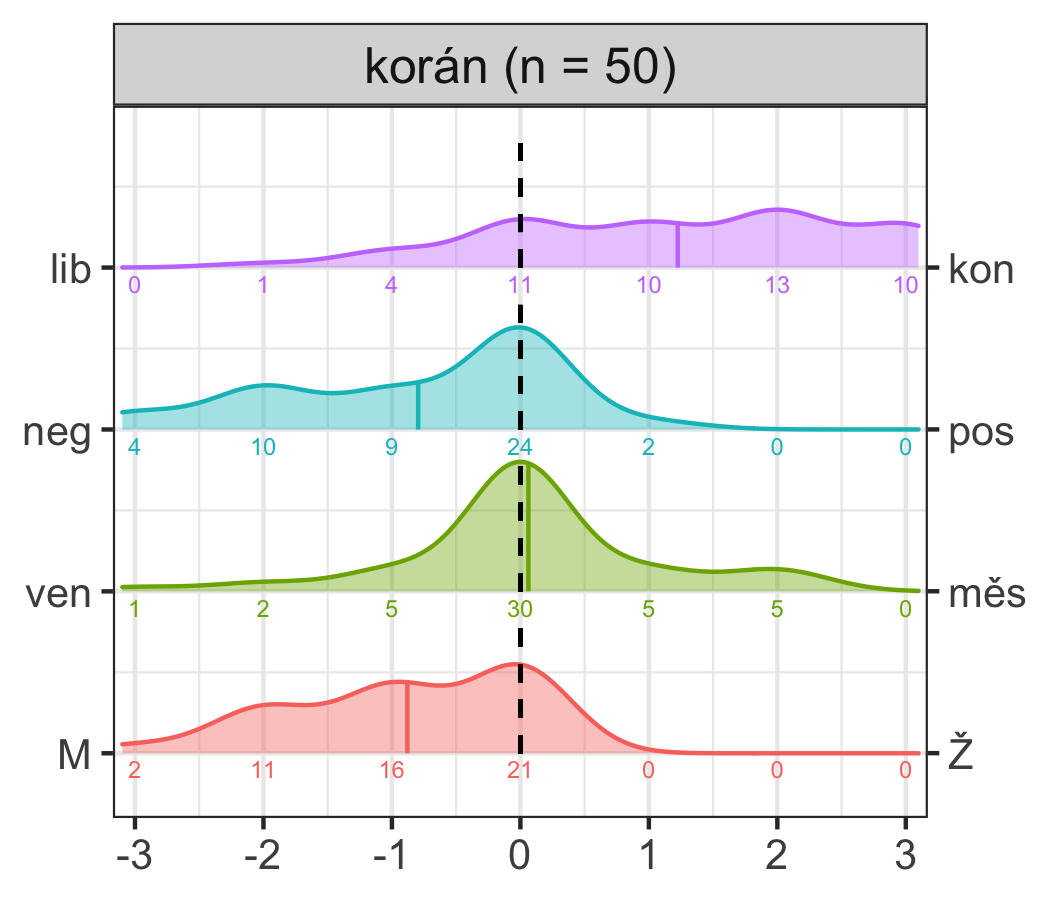 korán (n = 50)
lib kon
0 1 4 11 10 13 10
neg pos
4 10 9 24 2 0 0
ven měs
1 2 5 30 5 5 0
M Ž
2 11 16 21 0 0 0
-3 -2 -1 0 1 2 3